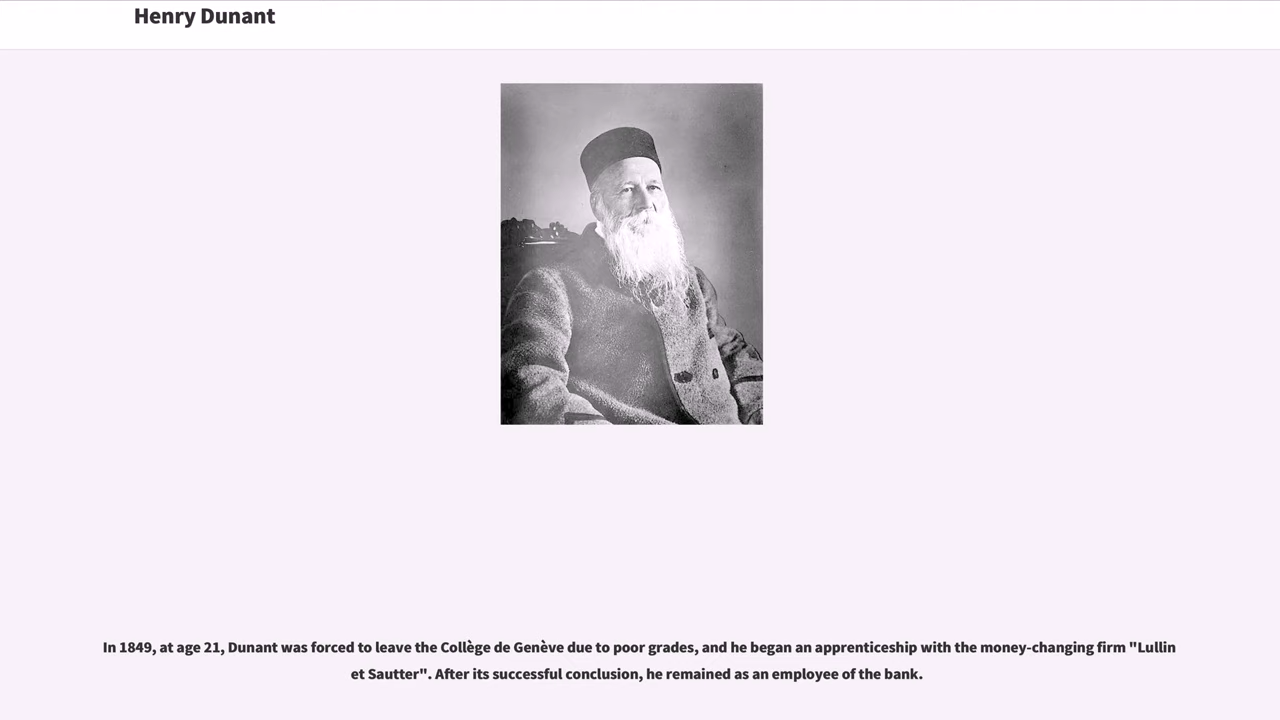 Henry Dunant
In 1849, at age 21, Dunant was forced to leave the Collège de Genève due to poor grades, and he began an apprenticeship with the money-changing firm "Lullin
et Sautter". After its successful conclusion, he remained as an employee of the bank.